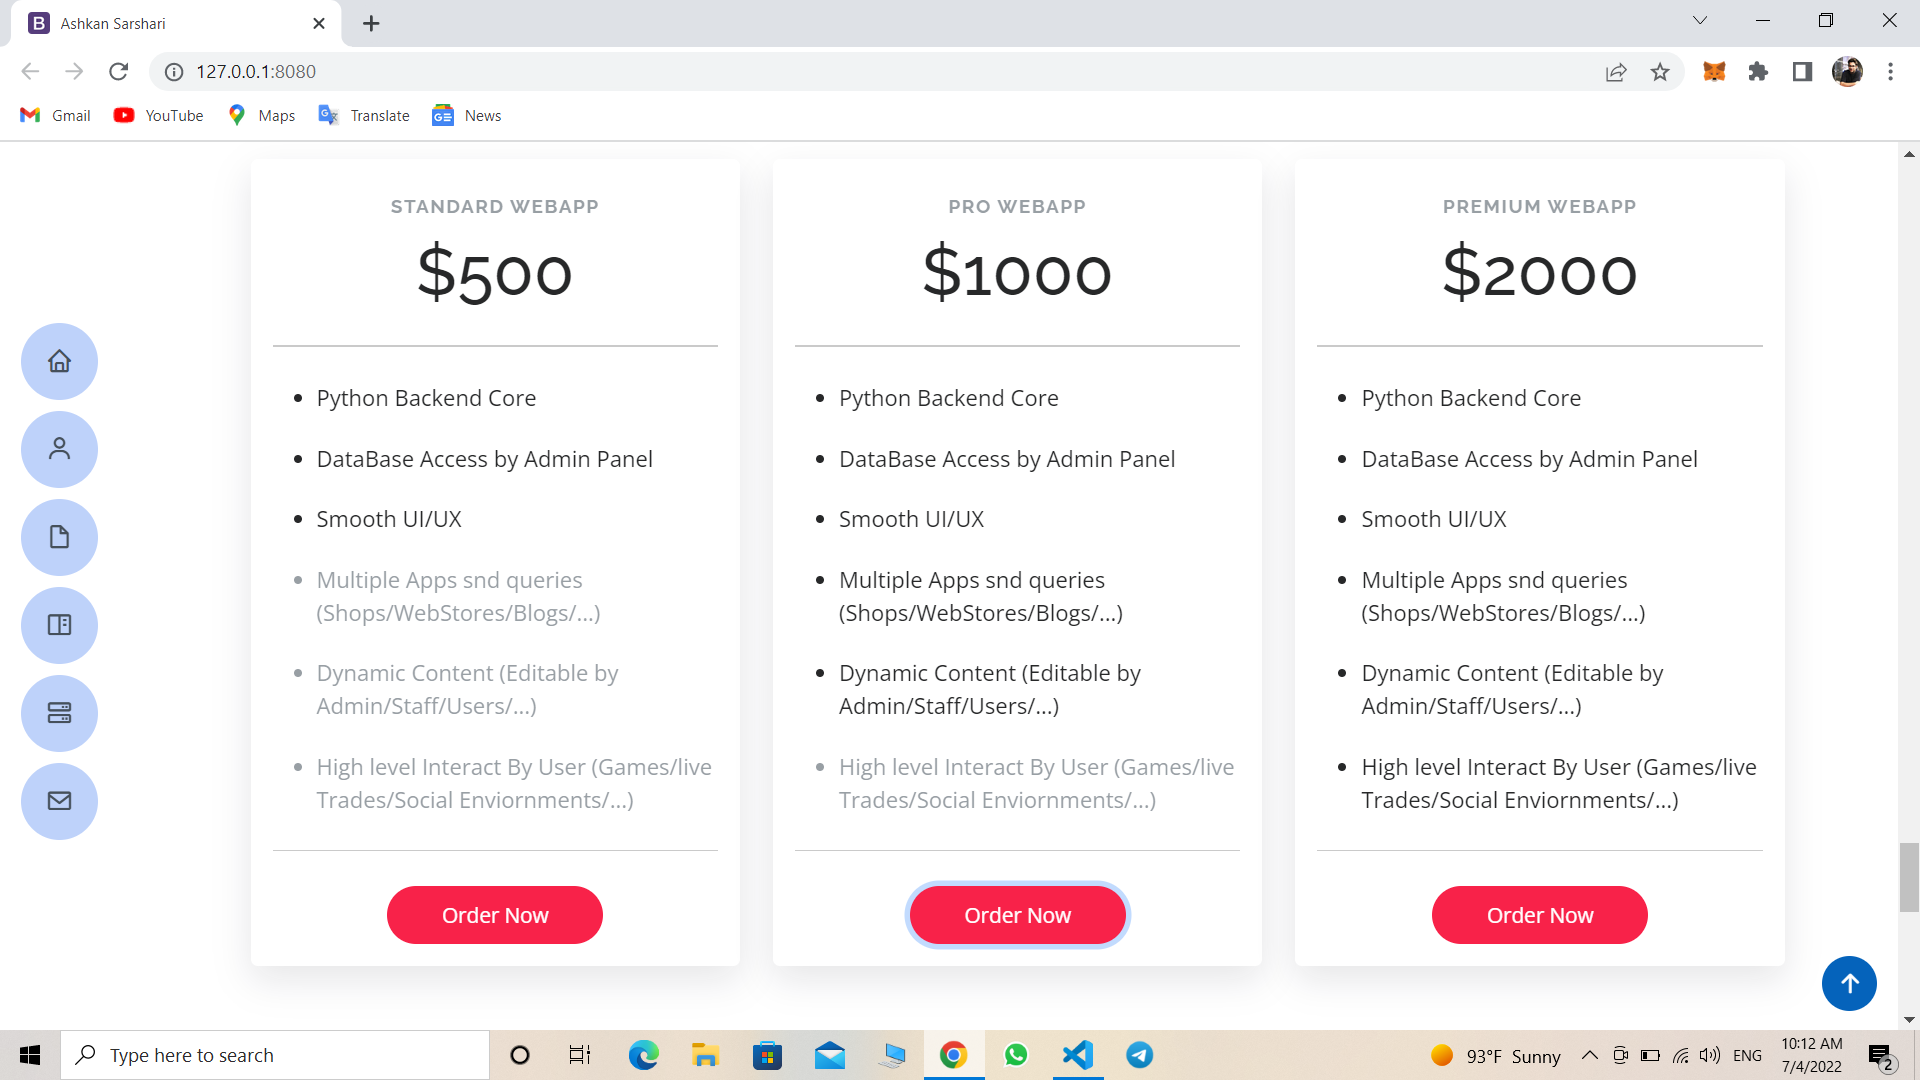 Ashkan Sarshari
127.0.0.1:8080
Gmail YouTube Maps Translate News
STANDARD WEBAPP
$500
Python Backend Core
DataBase Access by Admin Panel
Smooth UI/UX
Multiple Apps snd queries
(Shops/WebStores/Blogs/...)
Dynamic Content (Editable by
Admin/Staff/Users/...)
High level Interact By User (Games/live
Trades/Social Enviornments/...)
Order Now
PRO WEBAPP
$1000
Python Backend Core
DataBase Access by Admin Panel
Smooth UI/UX
Multiple Apps snd queries
(Shops/WebStores/Blogs/...)
Dynamic Content (Editable by
Admin/Staff/Users/...)
High level Interact By User (Games/live
Trades/Social Enviornments/...)
Order Now
PREMIUM WEBAPP
$2000
Python Backend Core
DataBase Access by Admin Panel
Smooth UI/UX
Multiple Apps snd queries
(Shops/WebStores/Blogs/...)
Dynamic Content (Editable by
Admin/Staff/Users/...)
High level Interact By User (Games/live
Trades/Social Enviornments/...)
Order Now
Type here to search
93°F Sunny
ENG
10:12 AM
7/4/2022
2